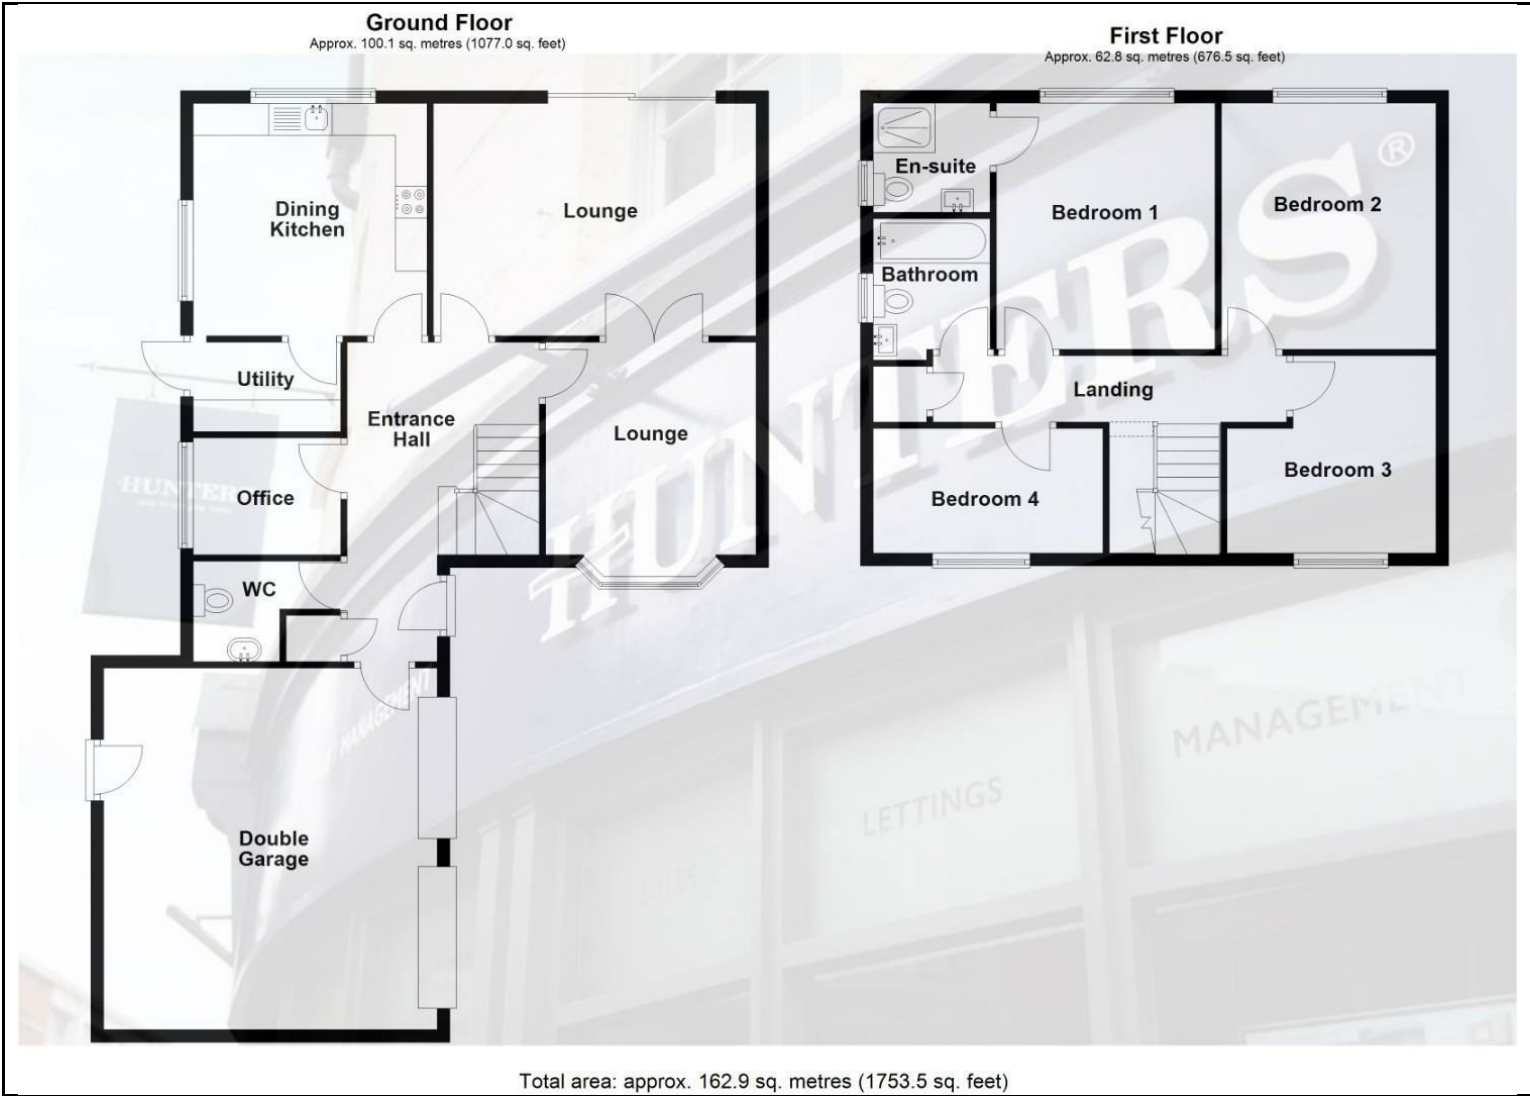 Ground Floor
Approx. 100.1 sq. metres (1077.0 sq. feet)
First Floor
Approx. 62.8 sq. metres (676.5 sq. feet)
Dining
Kitchen
Lounge
Utility
Entrance
Hall
Lounge
Office
WC
Double
Garage
En-suite
Bedroom 1
Bedroom 2
Bathroom
Landing
Bedroom 3
Bedroom 4
HUNTERS®
HUNTERS
MANAGEMENT
SALES
LETTINGS
MANAGEMENT
Total area: approx. 162.9 sq. metres (1753.5 sq. feet)